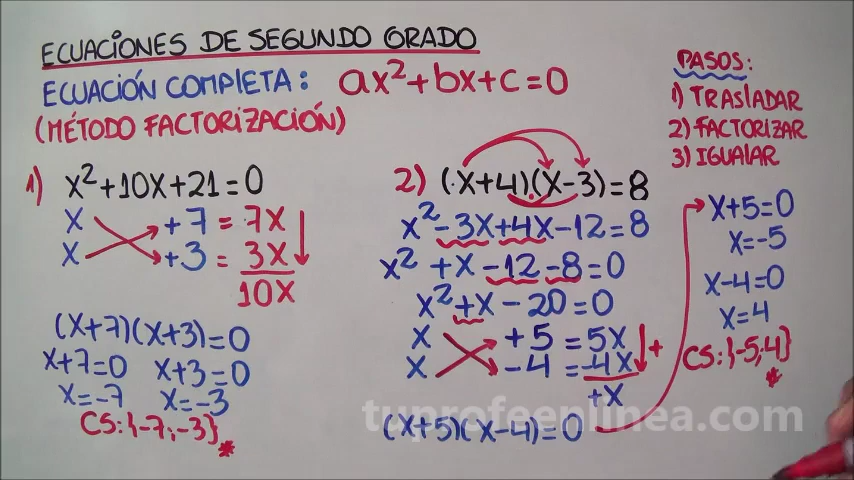 ECUACIONES DE SEGUNDO GRADO
ECUACIÓN COMPLETA: ax²+bx+c=0
(MÉTODO FACTORIZACIÓN)
PASOS:
1) TRASLADAR
2) FACTORIZAR
3) IGUALAR
1) x²+10x+21=0
x +7 = 7x
x +3 = 3x
10x
(x+7)(x+3)=0
x+7=0 x+3=0
x=-7 x=-3
CS:{-7;-3}*
2) (x+4)(x-3)=8
x²-3x+4x-12=8
x²+x-12-8=0
x²+x-20=0
x +5 = 5x
x -4 = -4x +
+x
(x+5)(x-4)=0
x+5=0
x=-5
x-4=0
x=4
CS:{-5;4}
*
tuprofeenlinea.com